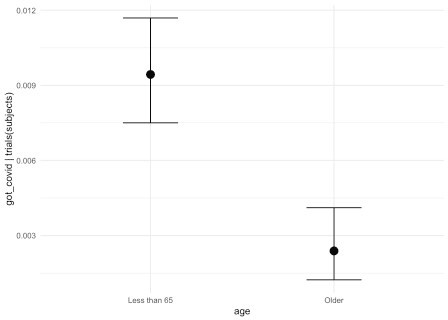 0.012
0.009
0.006
0.003
got_covid | trials(subjects)
Less than 65
Older
age